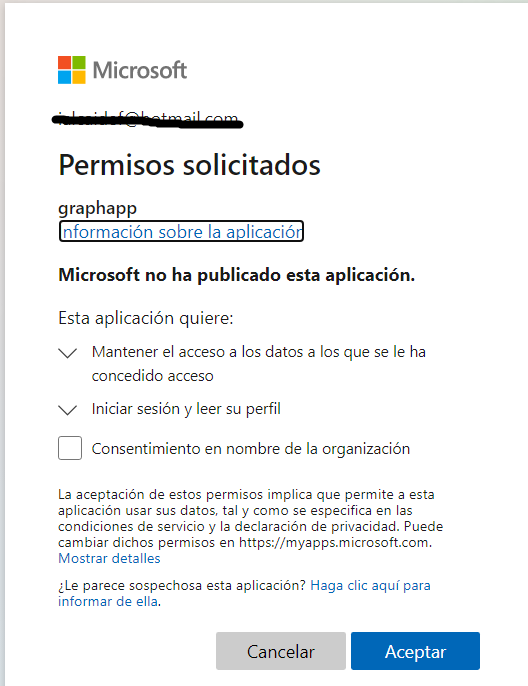 Microsoft
Permisos solicitados
graphapp
nformación sobre la aplicación
Microsoft no ha publicado esta aplicación.
Esta aplicación quiere:
Mantener el acceso a los datos a los que se le ha
concedido acceso
Iniciar sesión y leer su perfil
Consentimiento en nombre de la organización
La aceptación de estos permisos implica que permite a esta
aplicación usar sus datos, tal y como se especifica en las
condiciones de servicio y la declaración de privacidad. Puede
cambiar dichos permisos en https://myapps.microsoft.com.
Mostrar detalles
¿Le parece sospechosa esta aplicación? Haga clic aquí para
informar de ella.
Cancelar
Aceptar